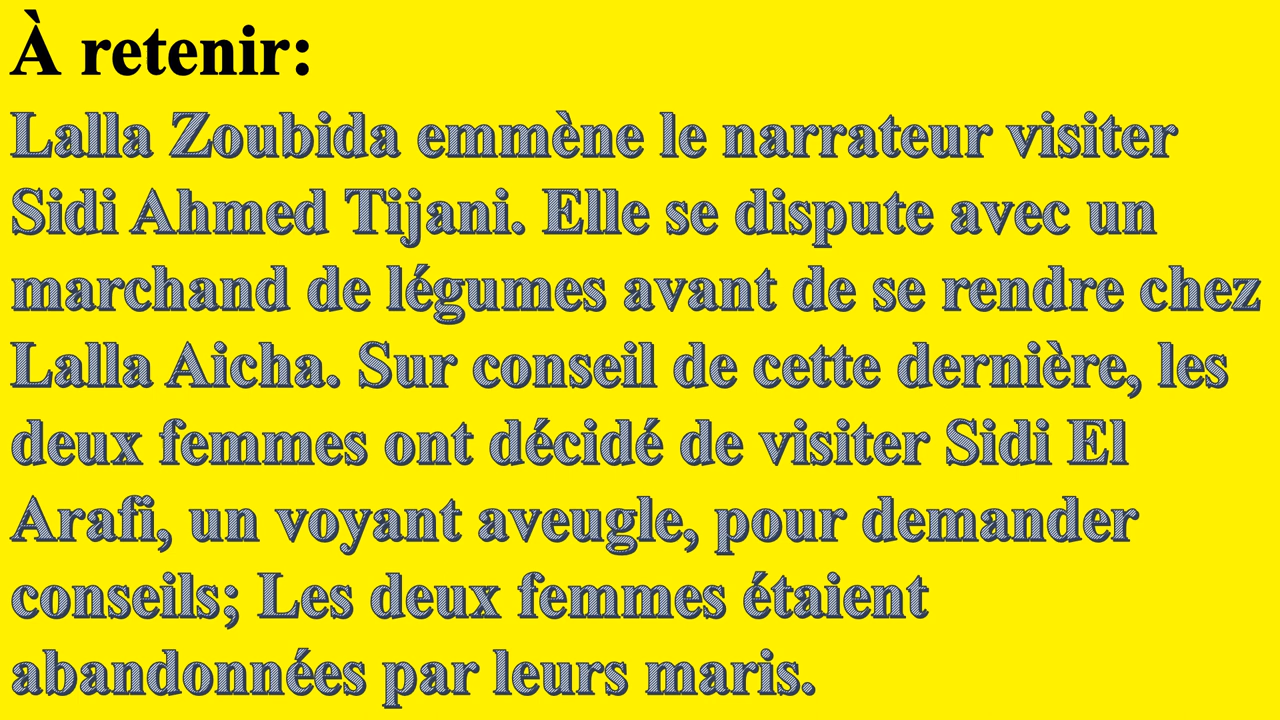 À retenir:
Lalla Zoubida emmène le narrateur visiter
Sidi Ahmed Tijani. Elle se dispute avec un
marchand de légumes avant de se rendre chez
Lalla Aicha. Sur conseil de cette dernière, les
deux femmes ont décidé de visiter Sidi El
Arafi, un voyant aveugle, pour demander
conseils; Les deux femmes étaient
abandonnées par leurs maris.